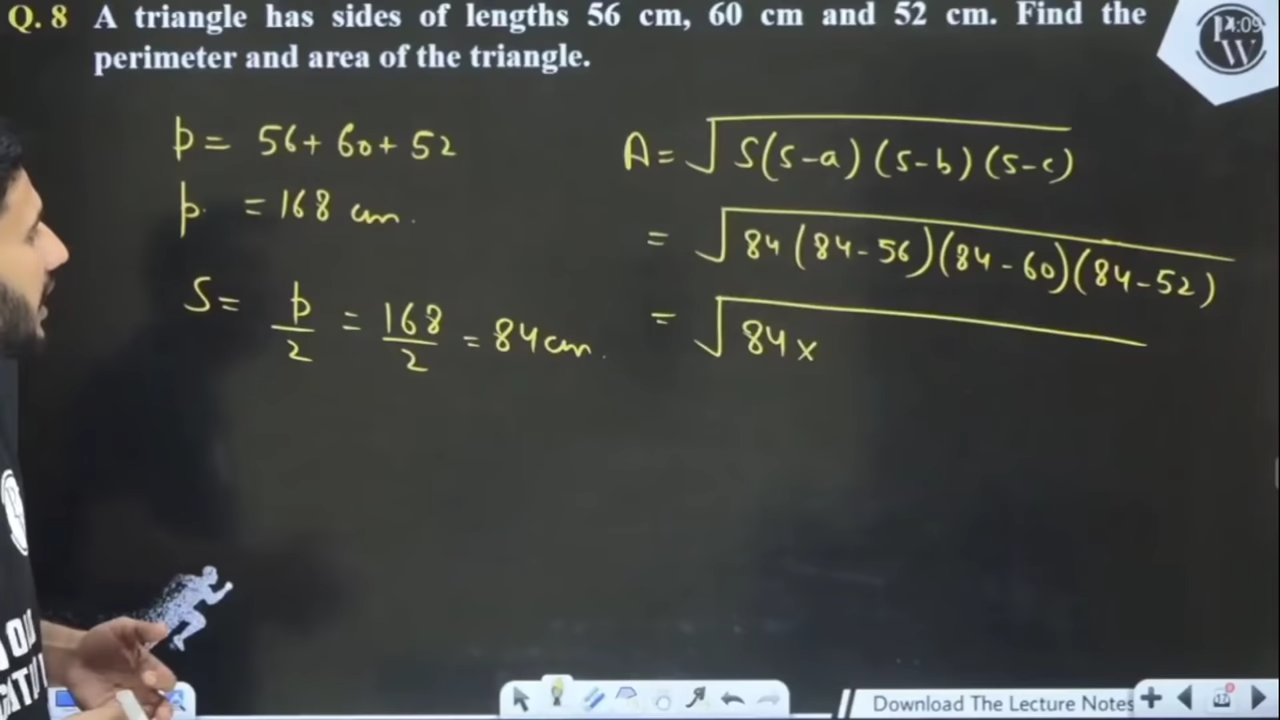 Q. 8 A triangle has sides of lengths 56 cm, 60 cm and 52 cm. Find the
perimeter and area of the triangle.
p = 56 + 60 + 52
p = 168 cm.
S = p/2 = 168/2 = 84 cm.
A = √S(s-a)(s-b)(s-c)
= √84(84-56)(84-60)(84-52)
= √84×
PW
Download The Lecture Notes